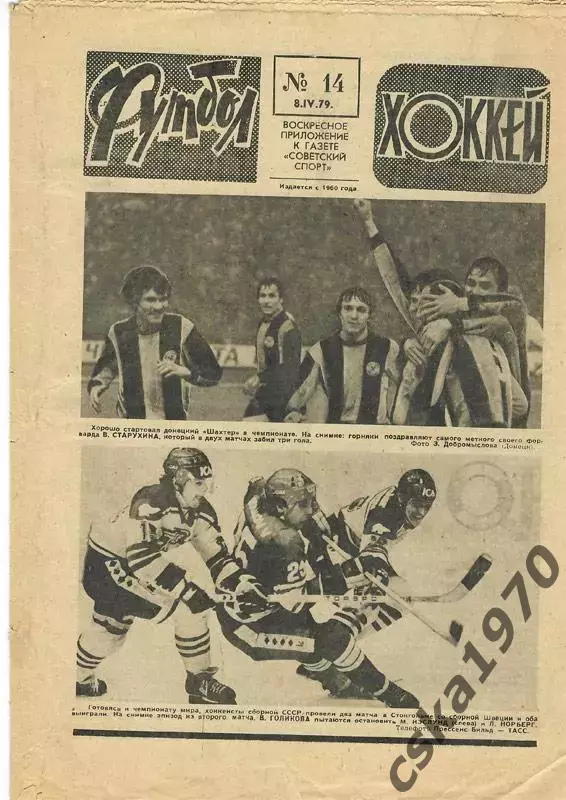 Футбол
№ 14
8.IV.79.
ВОСКРЕСНОЕ
ПРИЛОЖЕНИЕ
К ГАЗЕТЕ
«СОВЕТСКИЙ
СПОРТ»
Издается с 1960 года
ХОККЕЙ
Хорошо стартовал донецкий «Шахтер» в чемпионате. На снимке: горняки поздравляют самого меткого своего фор-
варда В. СТАРУХИНА, который в двух матчах забил три гола.
Фото З. Добромыслова (Донецк).
Готовясь к чемпионату мира, хоккеисты сборной СССР провели два матча в Стокгольме со сборной Швеции и оба
выиграли. На снимке эпизод из второго матча. В. ГОЛИКОВА пытаются остановить М. НЭСЛУНД (слева) и Л. НОРБЕРГ.
Телефото Прессенс Бильд — ТАСС.
cska1970